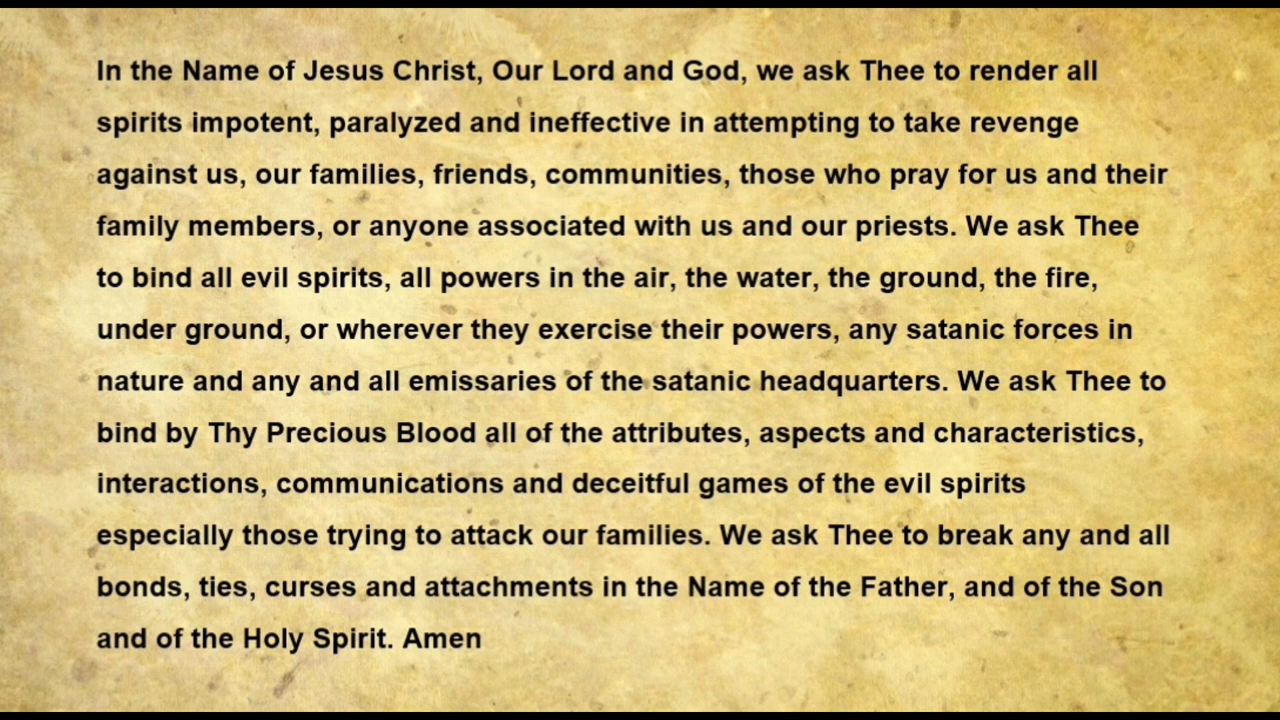 In the Name of Jesus Christ, Our Lord and God, we ask Thee to render all
spirits impotent, paralyzed and ineffective in attempting to take revenge
against us, our families, friends, communities, those who pray for us and their
family members, or anyone associated with us and our priests. We ask Thee
to bind all evil spirits, all powers in the air, the water, the ground, the fire,
under ground, or wherever they exercise their powers, any satanic forces in
nature and any and all emissaries of the satanic headquarters. We ask Thee to
bind by Thy Precious Blood all of the attributes, aspects and characteristics,
interactions, communications and deceitful games of the evil spirits
especially those trying to attack our families. We ask Thee to break any and all
bonds, ties, curses and attachments in the Name of the Father, and of the Son
and of the Holy Spirit. Amen